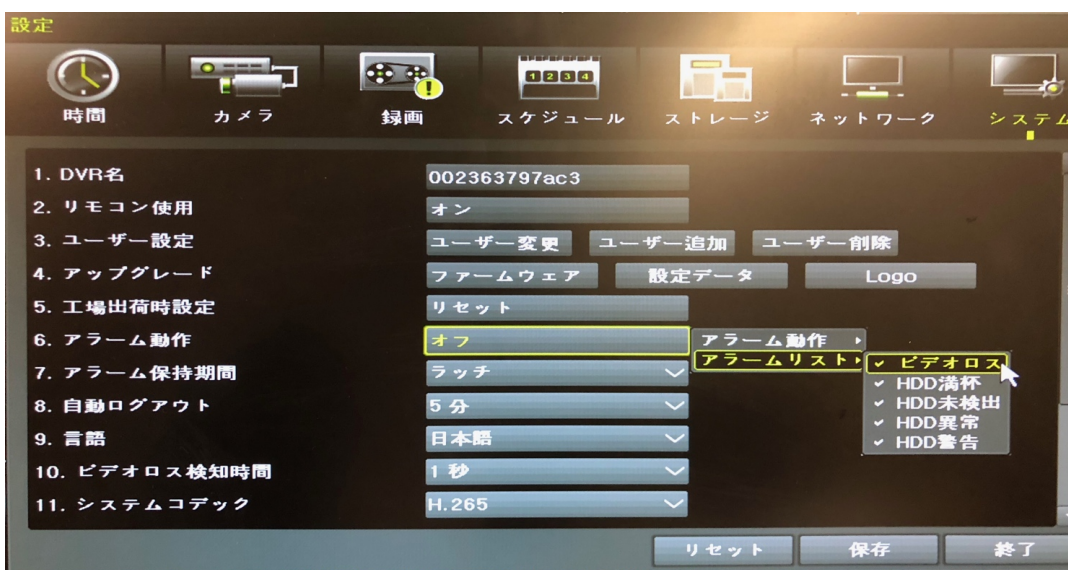 設定
時間 カメラ 録画 スケジュール ストレージ ネットワーク システム
1. DVR名 002363797ac3
2. リモコン使用 オン
3. ユーザー設定 ユーザー変更 ユーザー追加 ユーザー削除
4. アップグレード ファームウェア 設定データ Logo
5. 工場出荷時設定 リセット
6. アラーム動作 オフ アラーム動作
アラームリスト ビデオロス
7. アラーム保持期間 ラッチ
HDD満杯
HDD未検出
8. 自動ログアウト 5 分
HDD異常
9. 言語 日本語
HDD警告
10. ビデオロス検知時間 1 秒
11. システムコデック H.265
リセット 保存 終了